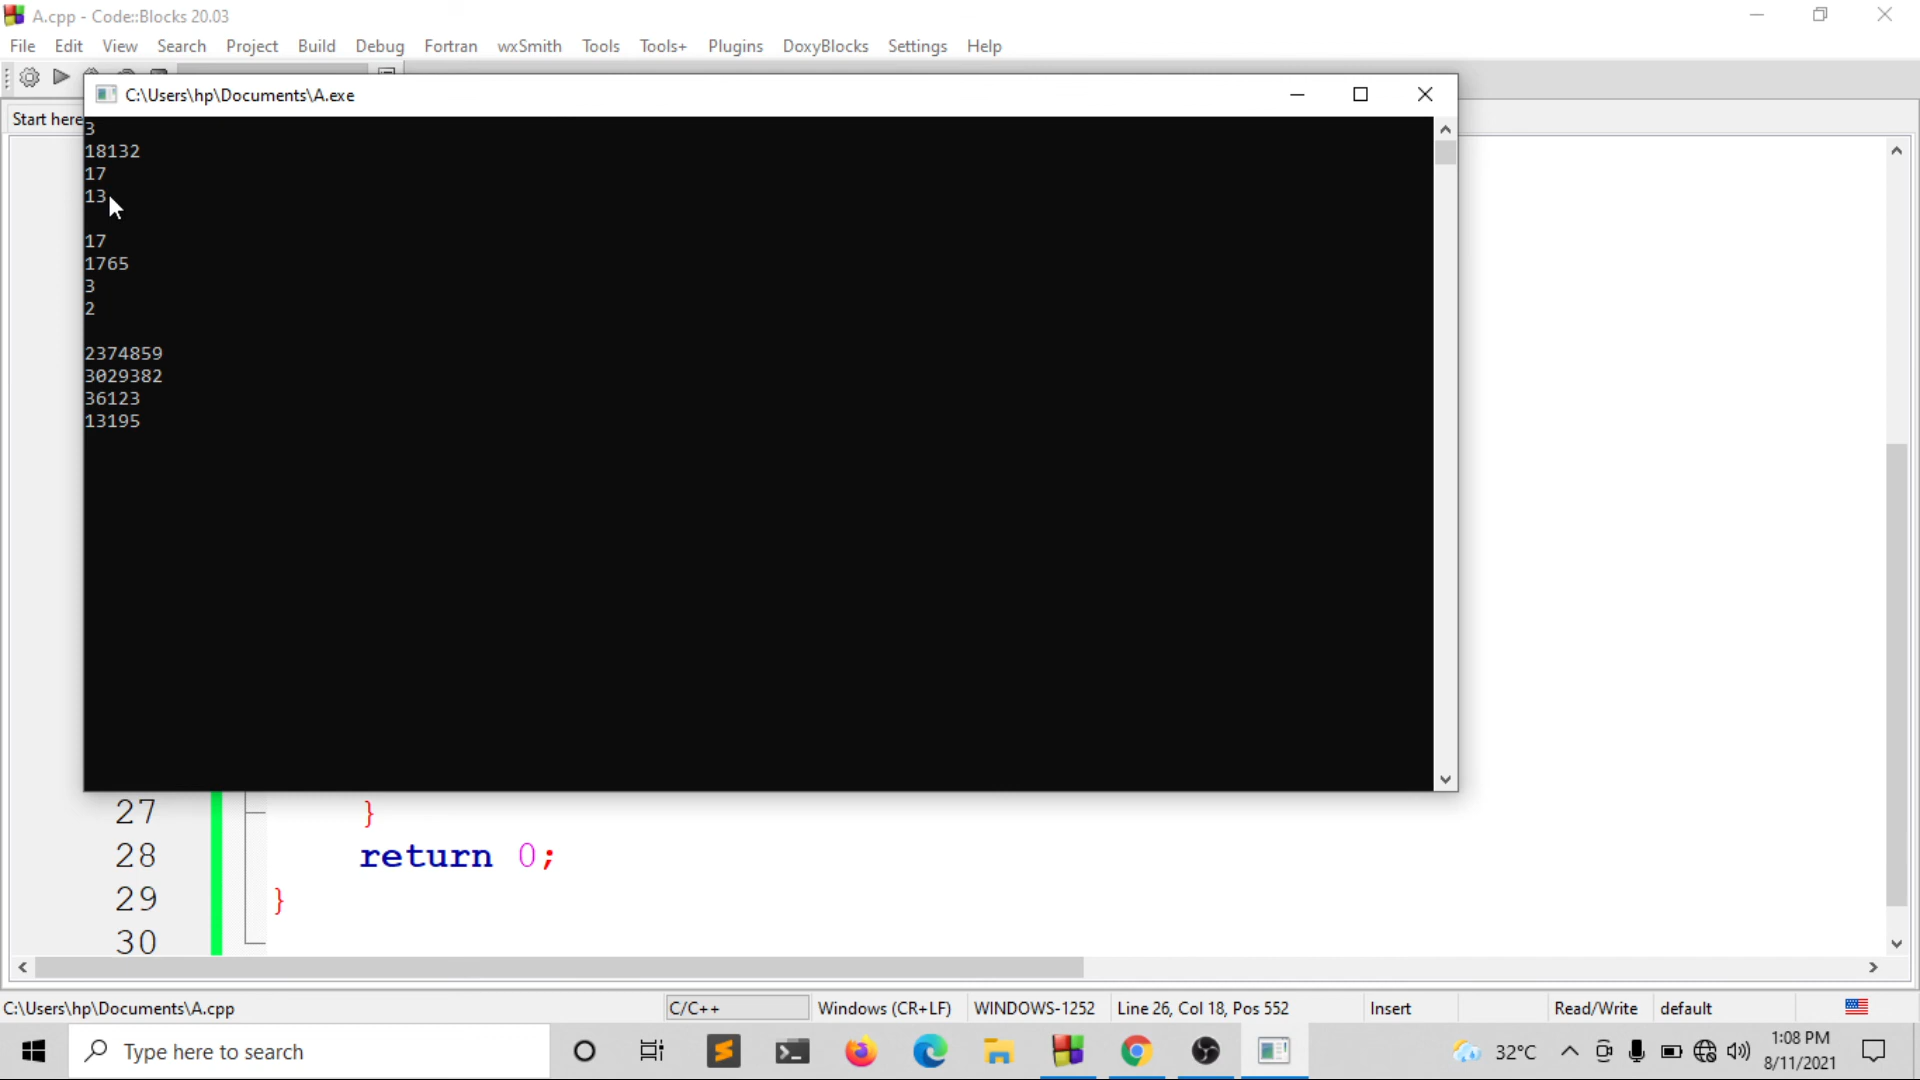 A.cpp - Code::Blocks 20.03
File Edit View Search Project Build Debug Fortran wxSmith Tools Tools+ Plugins DoxyBlocks Settings Help
C:\Users\hp\Documents\A.exe
Start here
3
18132
17
13
17
1765
3
2
2374859
3029382
36123
13195
27 }
28 return 0;
29 }
30
C:\Users\hp\Documents\A.cpp C/C++ Windows (CR+LF) WINDOWS-1252 Line 26, Col 18, Pos 552 Insert Read/Write default
Type here to search 32°C 1:08 PM
8/11/2021